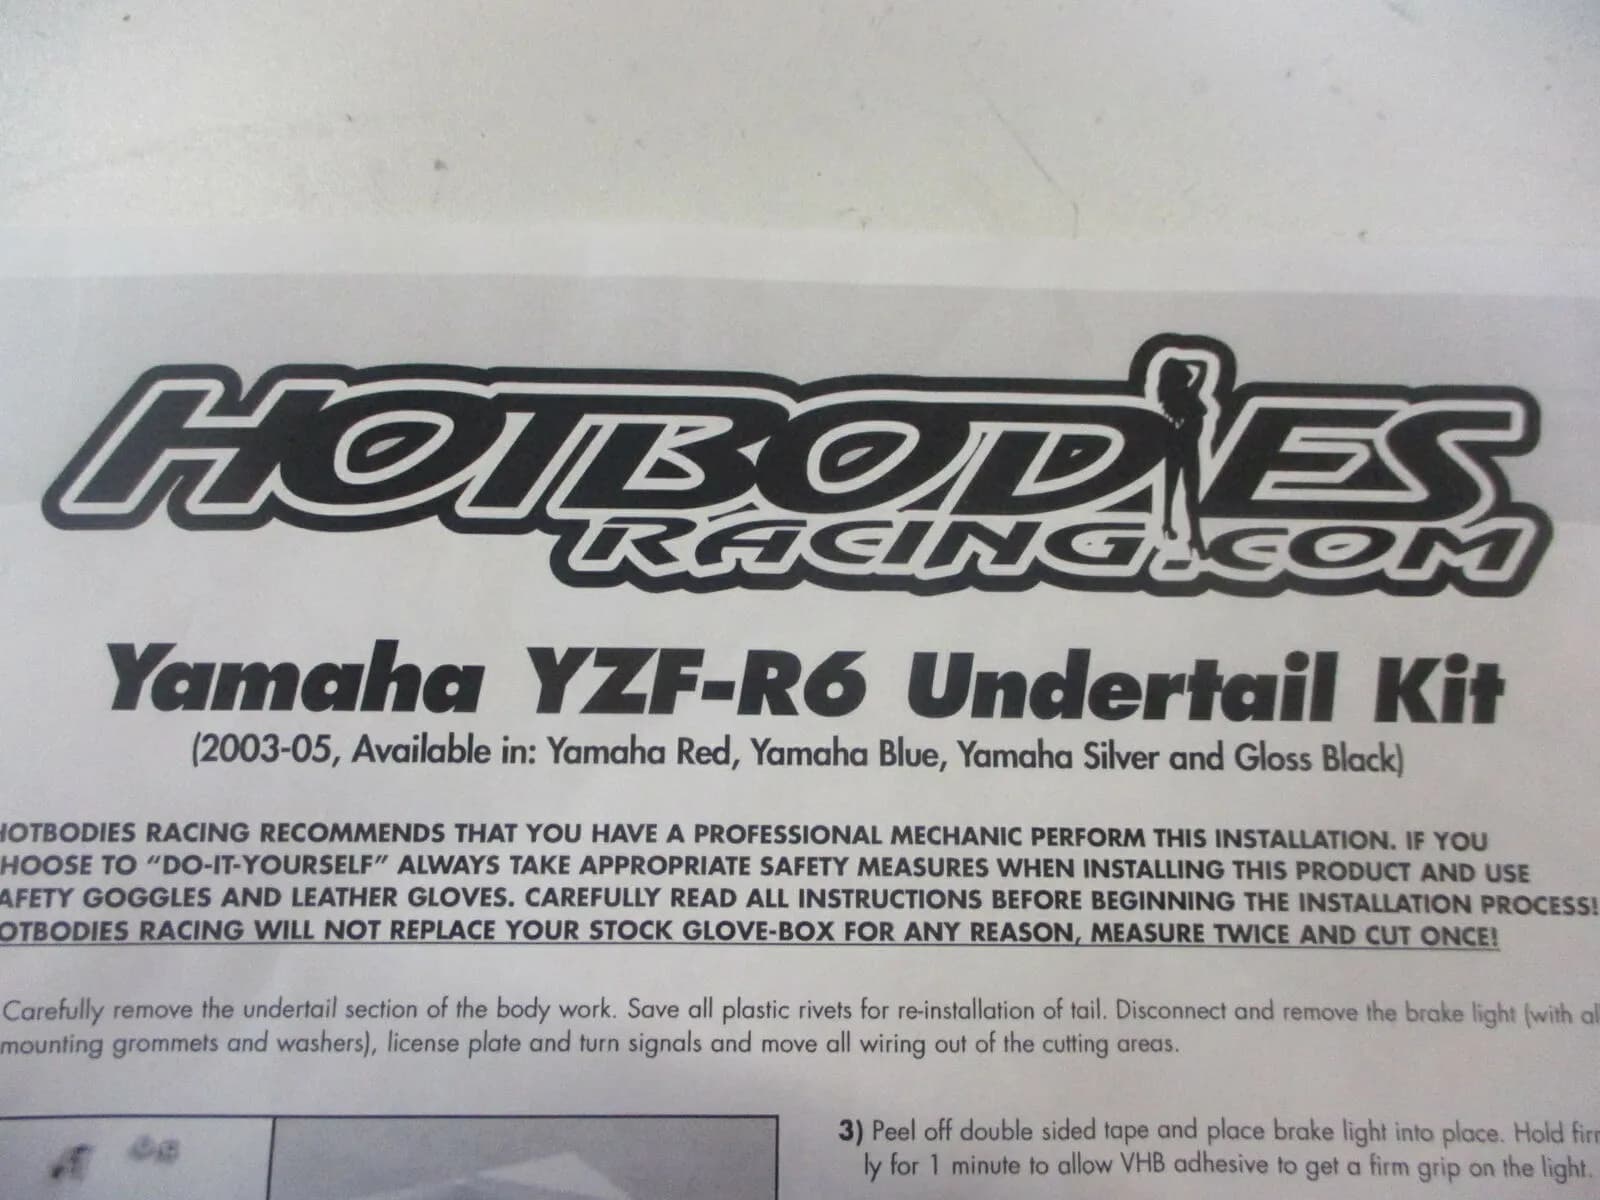 HOTBODIES
RACING.COM
Yamaha YZF-R6 Undertail Kit
(2003-05, Available in: Yamaha Red, Yamaha Blue, Yamaha Silver and Gloss Black)
HOTBODIES RACING RECOMMENDS THAT YOU HAVE A PROFESSIONAL MECHANIC PERFORM THIS INSTALLATION. IF YOU
HOOSE TO “DO-IT-YOURSELF” ALWAYS TAKE APPROPRIATE SAFETY MEASURES WHEN INSTALLING THIS PRODUCT AND USE
AFETY GOGGLES AND LEATHER GLOVES. CAREFULLY READ ALL INSTRUCTIONS BEFORE BEGINNING THE INSTALLATION PROCESS!
OTBODIES RACING WILL NOT REPLACE YOUR STOCK GLOVE-BOX FOR ANY REASON, MEASURE TWICE AND CUT ONCE!
Carefully remove the undertail section of the body work. Save all plastic rivets for re-installation of tail. Disconnect and remove the brake light (with al
mounting grommets and washers), license plate and turn signals and move all wiring out of the cutting areas.
3) Peel off double sided tape and place brake light into place. Hold firm
ly for 1 minute to allow VHB adhesive to get a firm grip on the light.